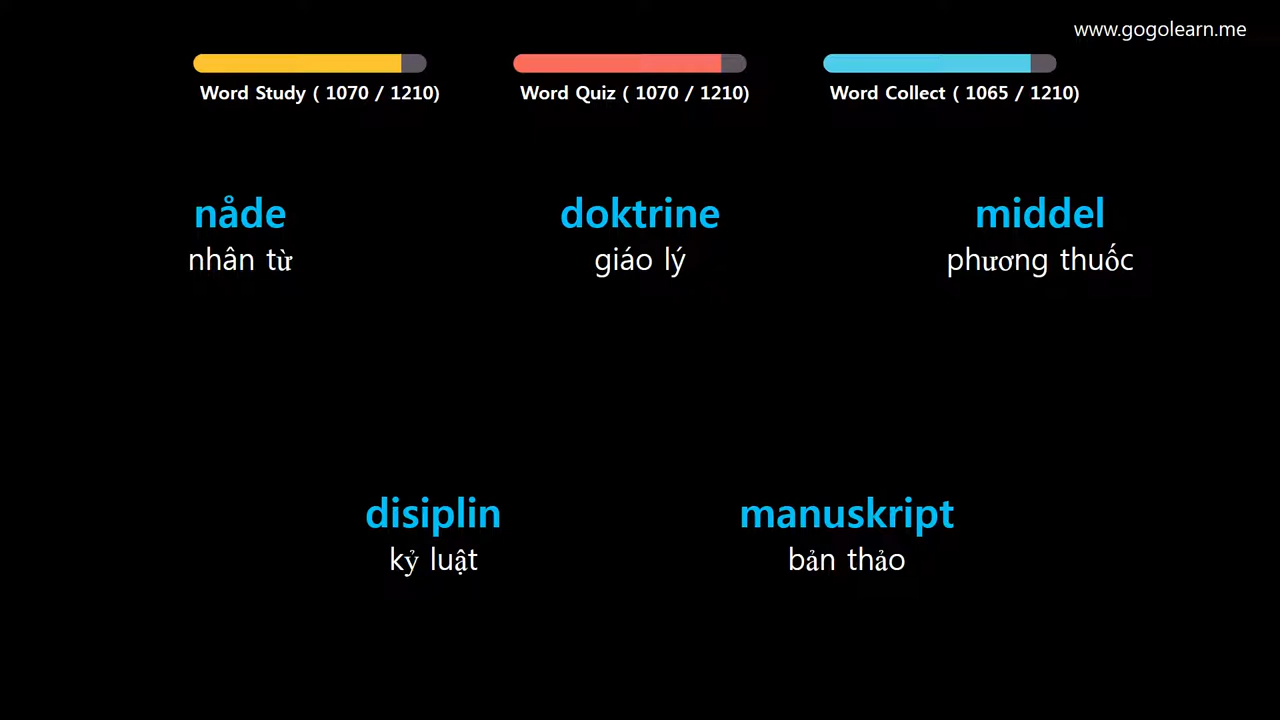 www.gogolearn.me
Word Study ( 1070 / 1210)
Word Quiz ( 1070 / 1210)
Word Collect ( 1065 / 1210)
nåde
nhân từ
doktrine
giáo lý
middel
phương thuốc
disiplin
kỷ luật
manuskript
bản thảo